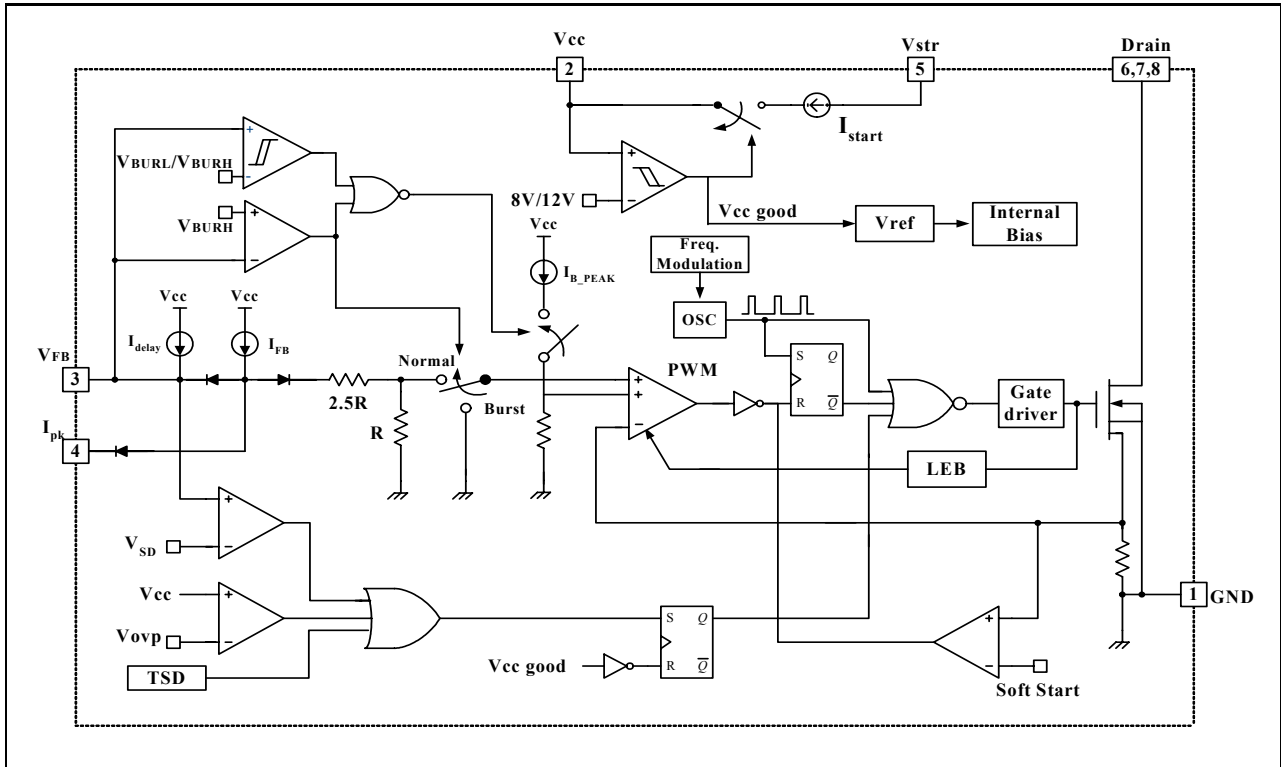 Vcc
Vstr
Drain
2
5
6,7,8
I start
+
VBURL/VBURH
-
+
8V/12V
-
Vcc good
Vref
Internal
Bias
+
VBURH
-
Vcc
IB_PEAK
Freq.
Modulation
OSC
Vcc
Vcc
Idelay
IFB
VFB
3
Normal
2.5R
Burst
R
PWM
+
+
-
S
Q
R
Q
Gate
driver
Ipk
4
LEB
+
VSD
-
Vcc
+
Vovp
-
TSD
S
Q
R
Q
Vcc good
+
-
Soft Start
1
GND